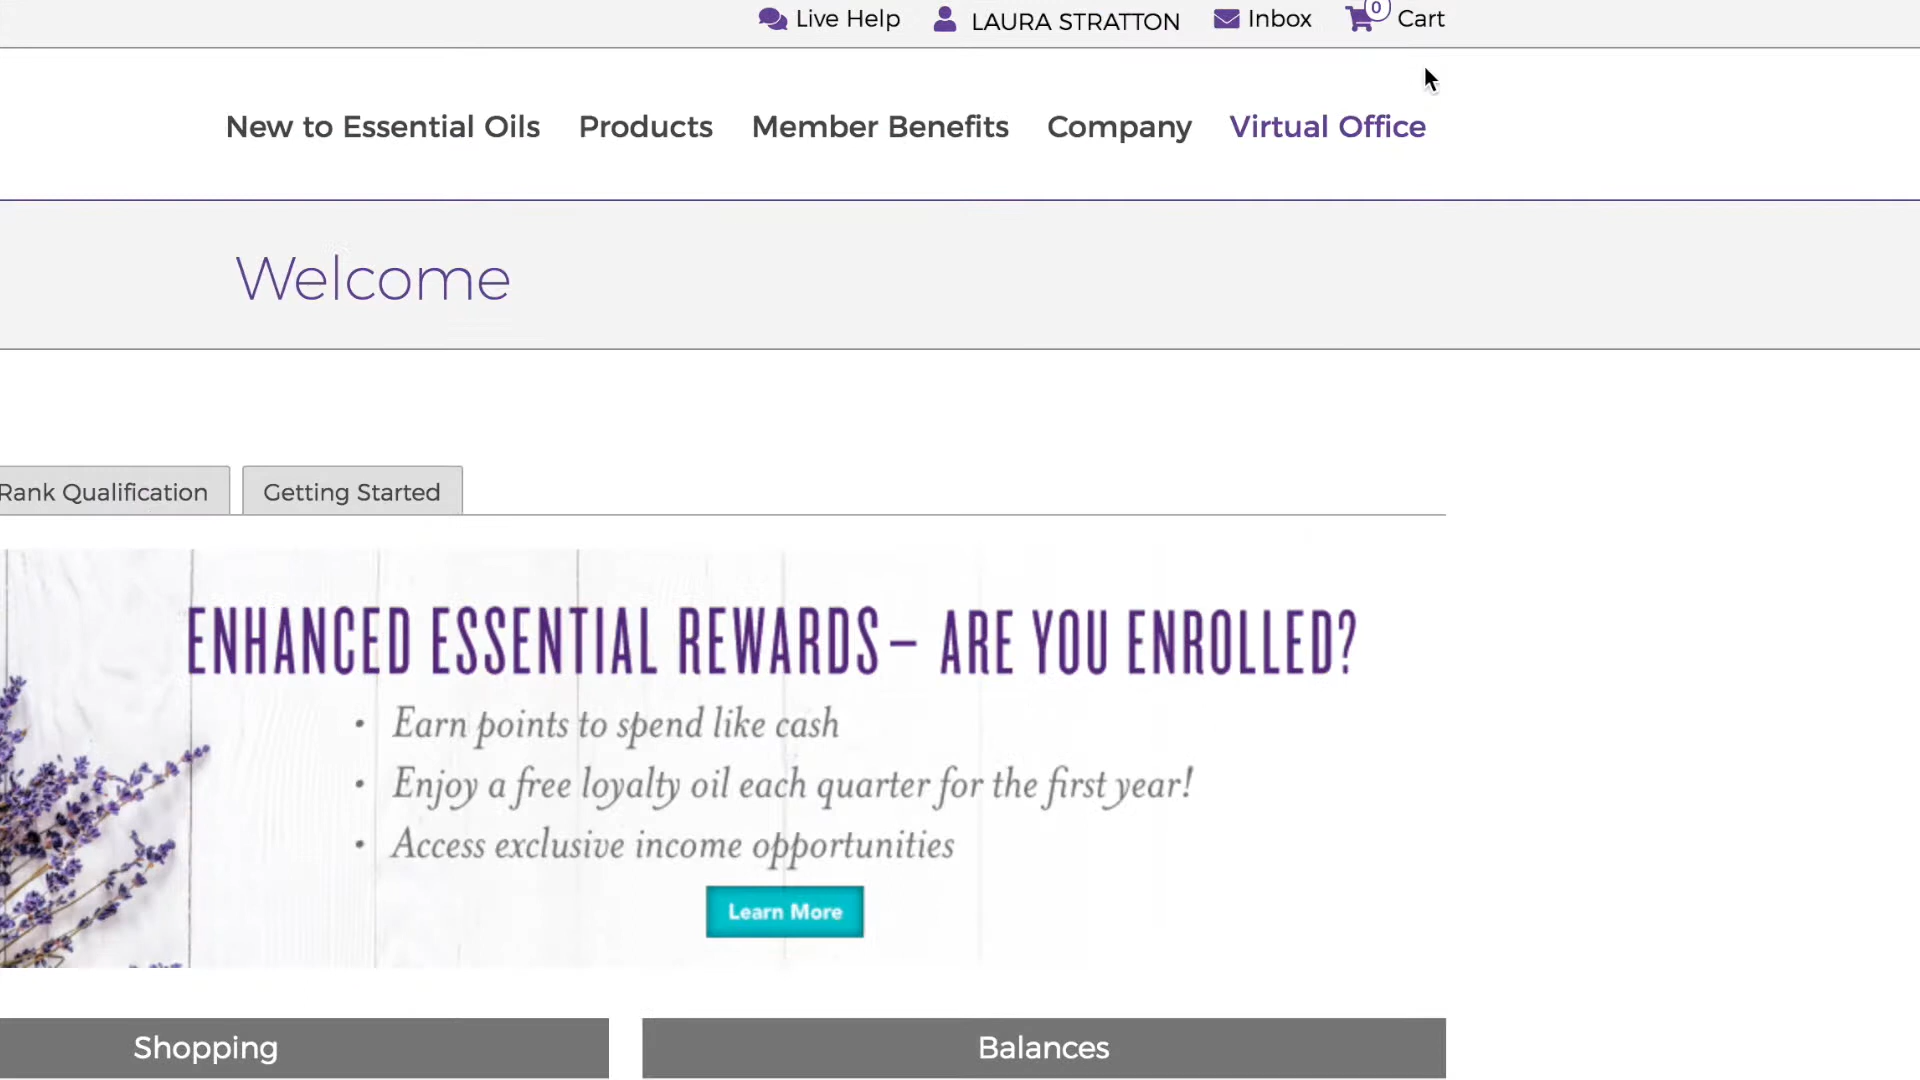 Live Help LAURA STRATTON Inbox 0 Cart
New to Essential Oils Products Member Benefits Company Virtual Office
Welcome
Rank Qualification Getting Started
ENHANCED ESSENTIAL REWARDS – ARE YOU ENROLLED?
• Earn points to spend like cash
• Enjoy a free loyalty oil each quarter for the first year!
• Access exclusive income opportunities
Learn More
Shopping Balances